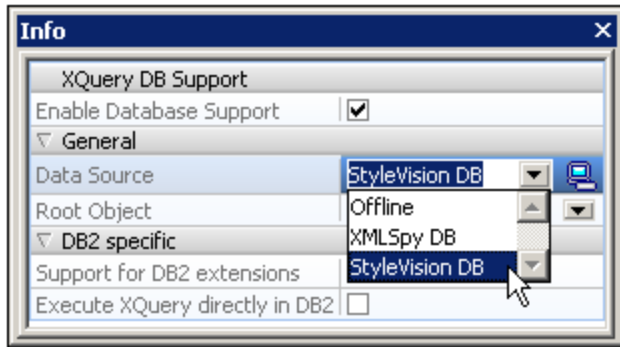 Info
XQuery DB Support
Enable Database Support
General
Data Source StyleVision DB
Root Object Offline
XMLSpy DB
DB2 specific
Support for DB2 extensions StyleVision DB
Execute XQuery directly in DB2